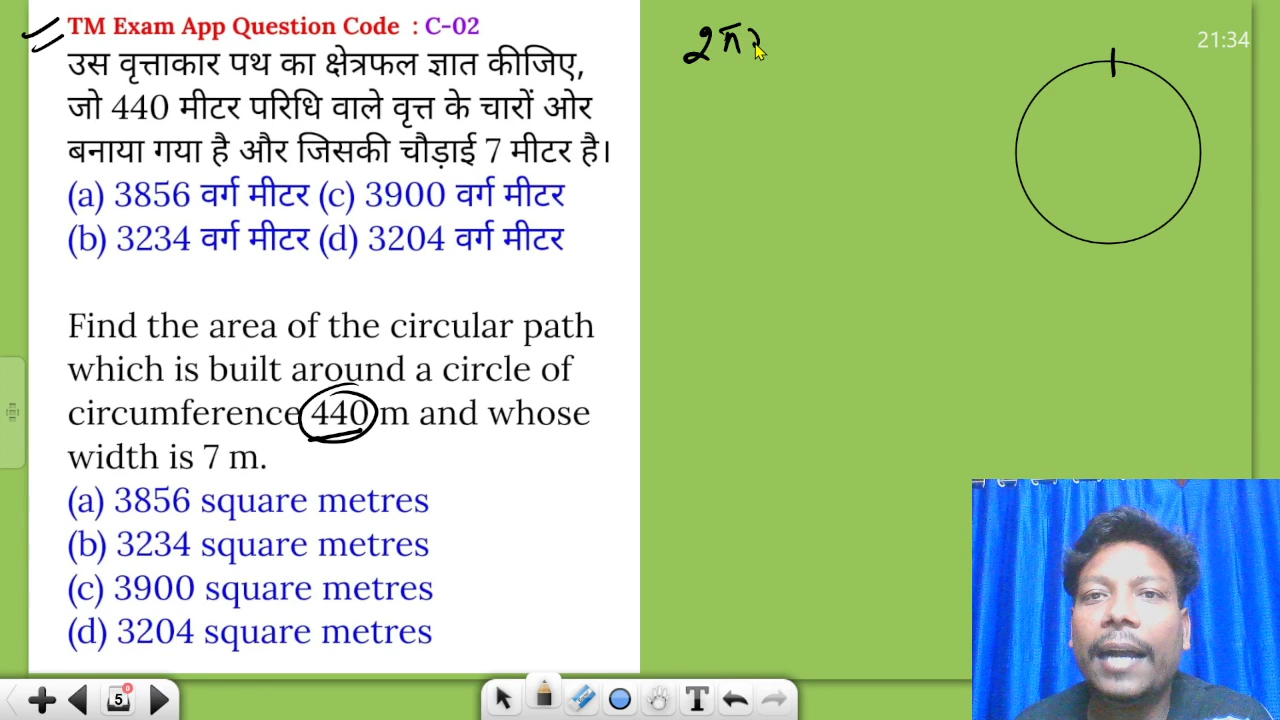 TM Exam App Question Code : C-02
उस वृत्ताकार पथ का क्षेत्रफल ज्ञात कीजिए,
जो 440 मीटर परिधि वाले वृत्त के चारों ओर
बनाया गया है और जिसकी चौड़ाई 7 मीटर है।
(a) 3856 वर्ग मीटर (c) 3900 वर्ग मीटर
(b) 3234 वर्ग मीटर (d) 3204 वर्ग मीटर
Find the area of the circular path
which is built around a circle of
circumference 440 m and whose
width is 7 m.
(a) 3856 square metres
(b) 3234 square metres
(c) 3900 square metres
(d) 3204 square metres
2π
21:34
5
0
T